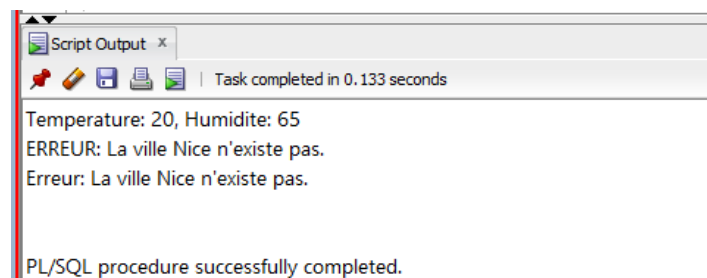 Script Output x
Task completed in 0.133 seconds
Temperature: 20, Humidite: 65
ERREUR: La ville Nice n'existe pas.
Erreur: La ville Nice n'existe pas.
PL/SQL procedure successfully completed.